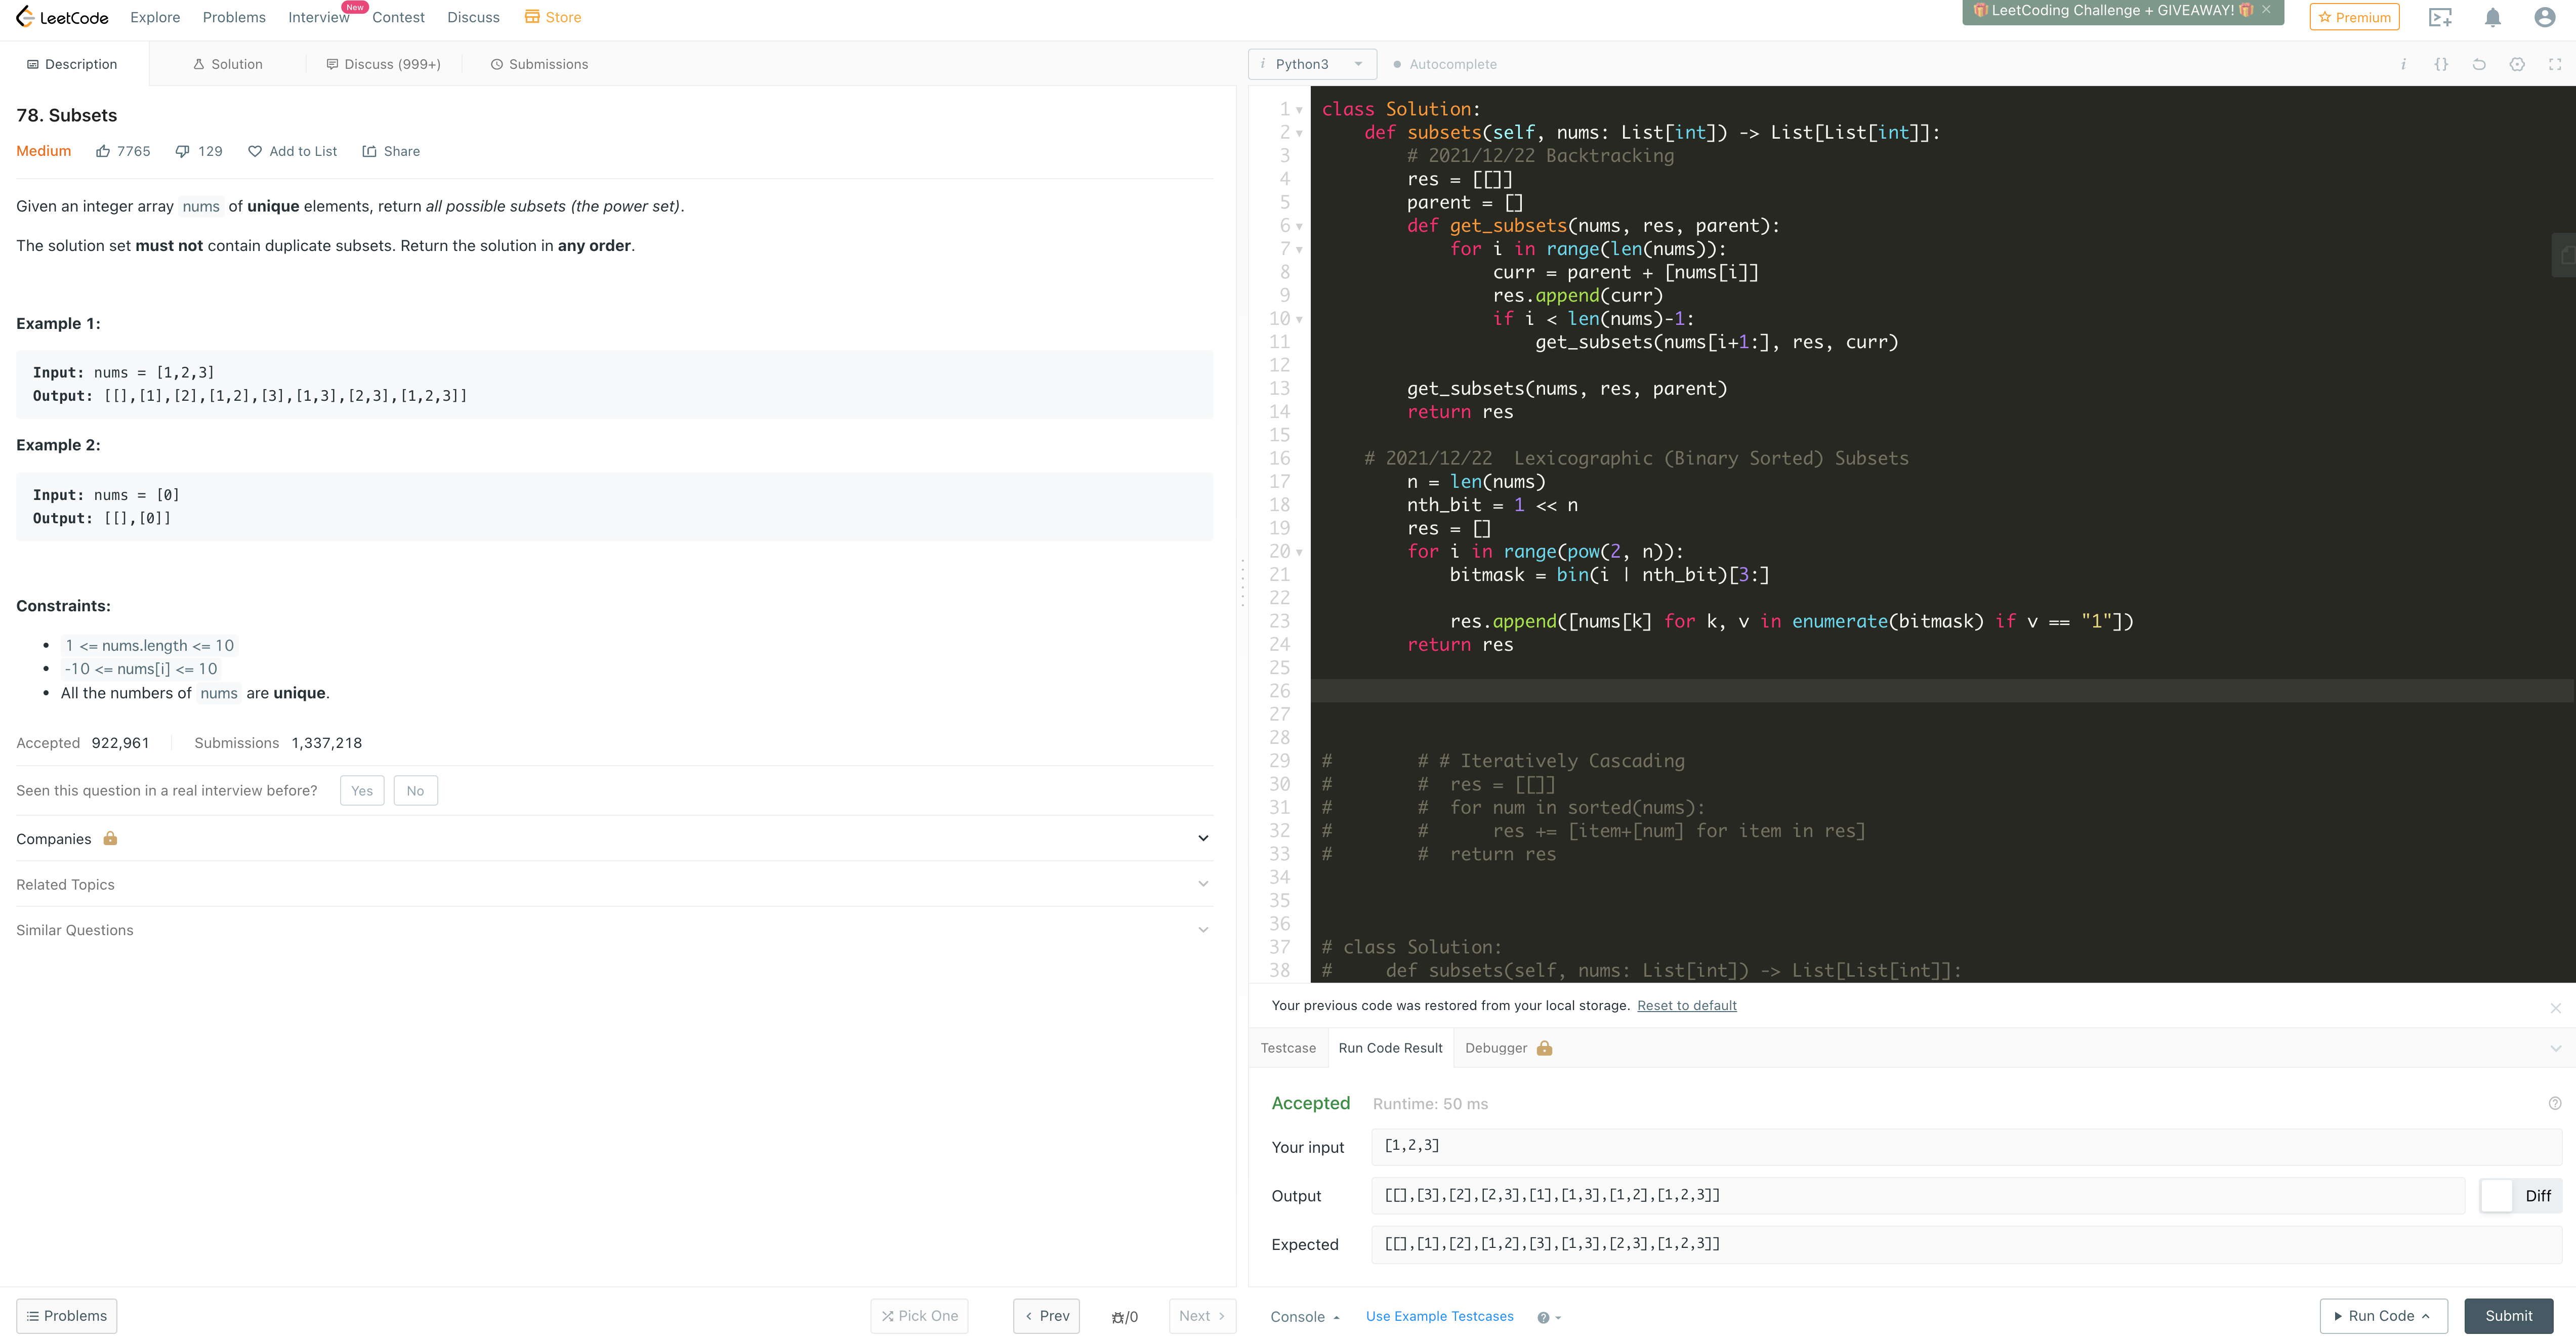 LeetCode Explore Problems Interview New Contest Discuss Store LeetCoding Challenge + GIVEAWAY! × Premium
Description Solution Discuss (999+) Submissions
78. Subsets
Medium 7765 129 Add to List Share
Given an integer array nums of unique elements, return all possible subsets (the power set).
The solution set must not contain duplicate subsets. Return the solution in any order.
Example 1:
Input: nums = [1,2,3]
Output: [[],[1],[2],[1,2],[3],[1,3],[2,3],[1,2,3]]
Example 2:
Input: nums = [0]
Output: [[],[0]]
Constraints:
• 1 <= nums.length <= 10
• -10 <= nums[i] <= 10
• All the numbers of nums are unique.
Accepted 922,961 Submissions 1,337,218
Seen this question in a real interview before? Yes No
Companies
Related Topics
Similar Questions
Problems Pick One < Prev /0 Next >
i Python3 Autocomplete i {}
1 class Solution:
2     def subsets(self, nums: List[int]) -> List[List[int]]:
3         # 2021/12/22 Backtracking
4         res = [[]]
5         parent = []
6         def get_subsets(nums, res, parent):
7             for i in range(len(nums)):
8                 curr = parent + [nums[i]]
9                 res.append(curr)
10                 if i < len(nums)-1:
11                     get_subsets(nums[i+1:], res, curr)
12
13         get_subsets(nums, res, parent)
14         return res
15
16     # 2021/12/22  Lexicographic (Binary Sorted) Subsets
17         n = len(nums)
18         nth_bit = 1 << n
19         res = []
20         for i in range(pow(2, n)):
21             bitmask = bin(i | nth_bit)[3:]
22
23             res.append([nums[k] for k, v in enumerate(bitmask) if v == "1"])
24         return res
25
26
27
28
29 #        # # Iteratively Cascading
30 #        #  res = [[]]
31 #        #  for num in sorted(nums):
32 #        #      res += [item+[num] for item in res]
33 #        #  return res
34
35
36
37 # class Solution:
38 #     def subsets(self, nums: List[int]) -> List[List[int]]:
Your previous code was restored from your local storage. Reset to default
Testcase Run Code Result Debugger
Accepted Runtime: 50 ms
Your input [1,2,3]
Output [[],[3],[2],[2,3],[1],[1,3],[1,2],[1,2,3]] Diff
Expected [[],[1],[2],[1,2],[3],[1,3],[2,3],[1,2,3]]
Console Use Example Testcases Run Code Submit